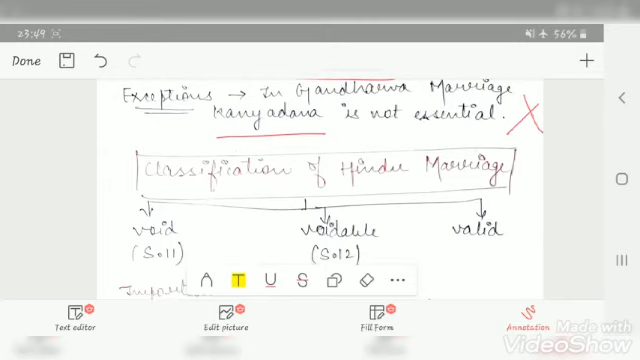 23:49 56%
Done
Exceptions → In Gandharwa Marriage
Kanyadana is not essential.
Classification of Hindu Marriage
void voidable valid
(S.11) (S.12)
A T U S
Text editor Edit picture Fill Form Annotation
Made with
VideoShow